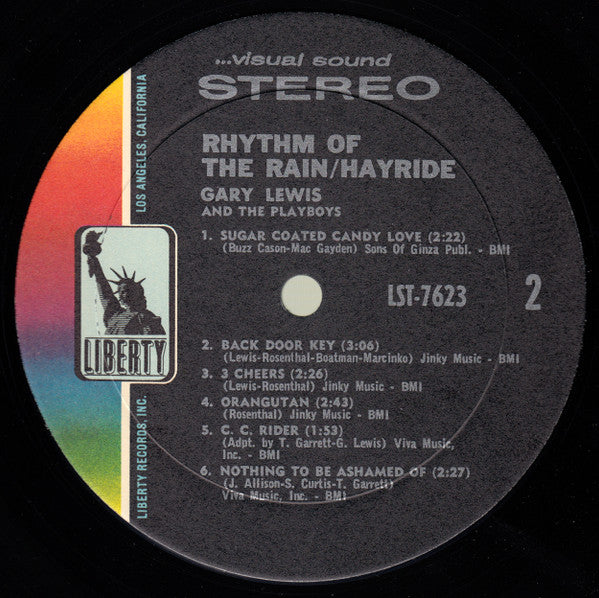 ...visual sound
STEREO
RHYTHM OF
THE RAIN/HAYRIDE
GARY LEWIS
AND THE PLAYBOYS
1. SUGAR COATED CANDY LOVE (2:22)
(Buzz Cason-Mac Gayden) Sons Of Ginza Publ. - BMI
LST-7623
2
2. BACK DOOR KEY (3:06)
(Lewis-Rosenthal-Boatman-Marcinko) Jinky Music - BMI
3. 3 CHEERS (2:26)
(Lewis-Rosenthal) Jinky Music - BMI
4. ORANGUTAN (2:43)
(Rosenthal) Jinky Music - BMI
5. C. C. RIDER (1:53)
(Adpt. by T. Garrett-G. Lewis) Viva Music,
Inc. - BMI
6. NOTHING TO BE ASHAMED OF (2:27)
(J. Allison-S. Curtis-T. Garrett)
Viva Music, Inc. - BMI
LIBERTY
LIBERTY RECORDS, INC.
LOS ANGELES, CALIFORNIA